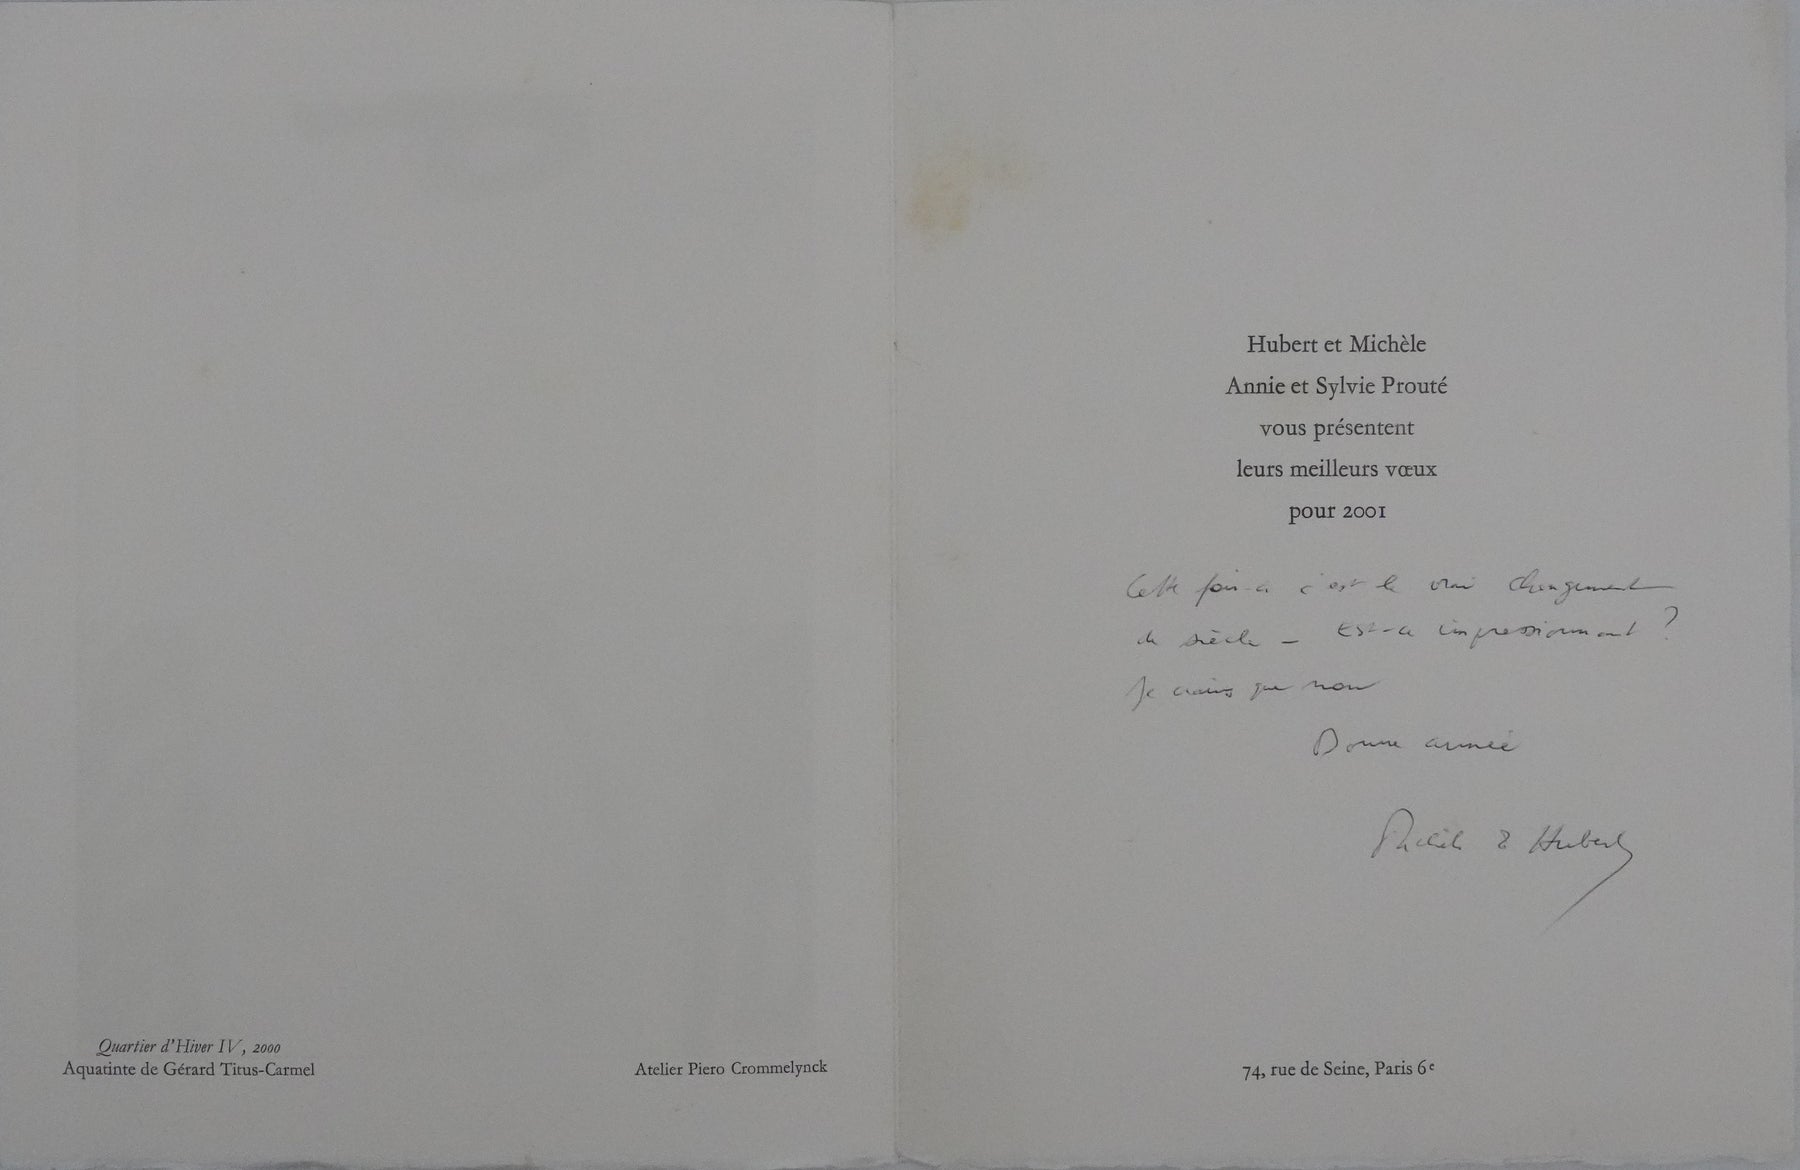 Quartier d'Hiver IV, 2000
Aquatinte de Gérard Titus-Carmel
Atelier Piero Crommelynck
Hubert et Michèle
Annie et Sylvie Prouté
vous présentent
leurs meilleurs vœux
pour 2001
Cette fois-ci c'est le vrai changement
de siècle – Est-ce impressionnant ?
Je crains que non
Bonne année
Michèle & Hubert
74, rue de Seine, Paris 6e